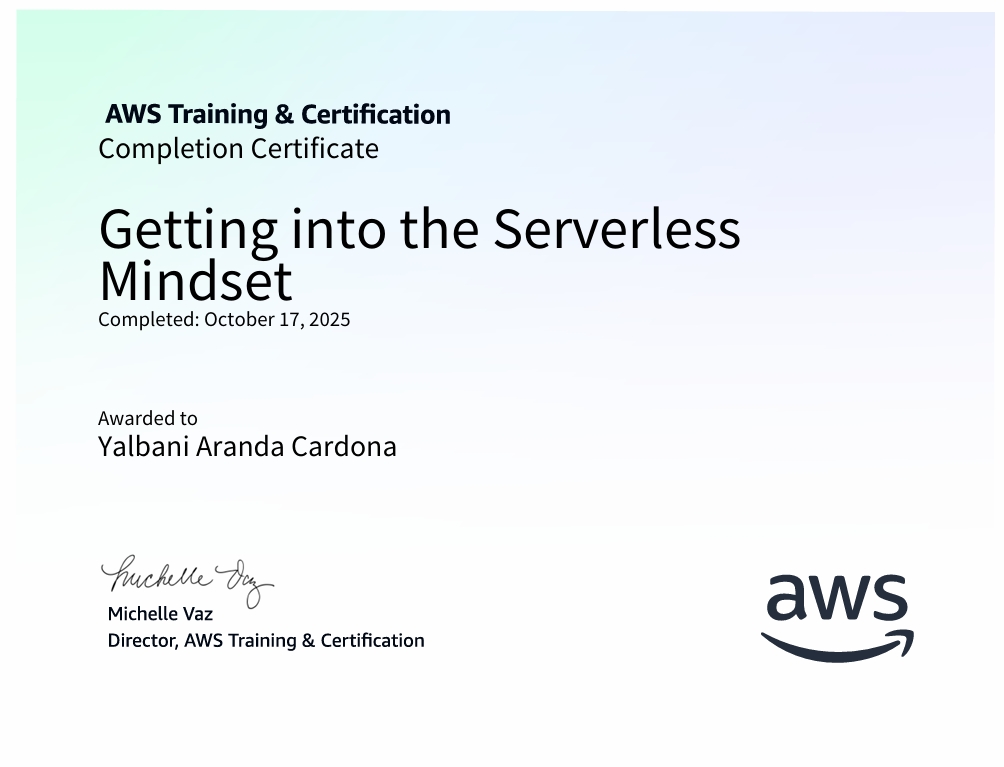 AWS Training & Certification
Completion Certificate
Getting into the Serverless
Mindset
Completed: October 17, 2025
Awarded to
Yalbani Aranda Cardona
Michelle Vaz
Michelle Vaz
Director, AWS Training & Certification
aws